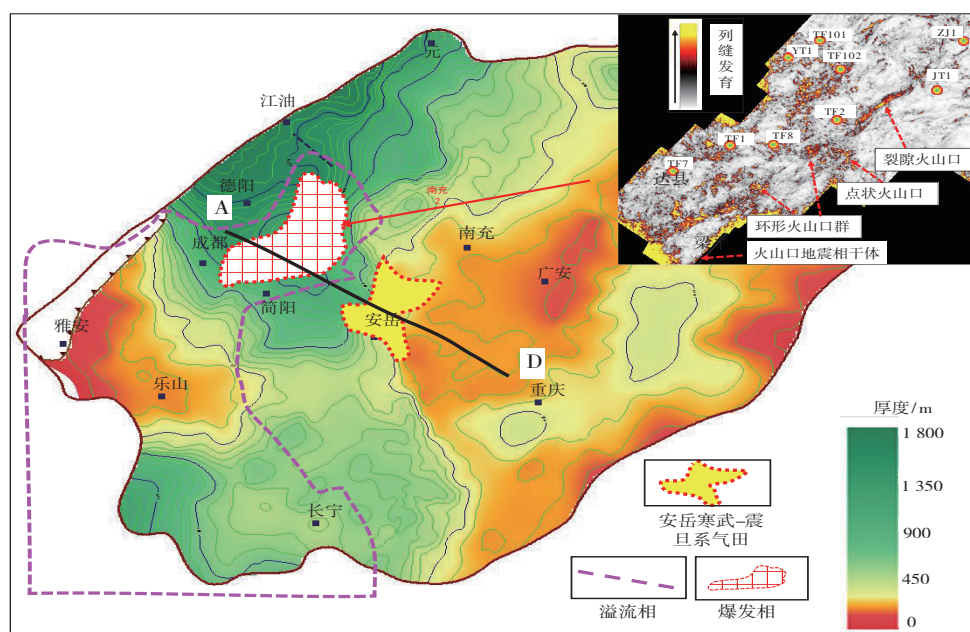 元
江油
德阳
A
成都
简阳
雅安
乐山
南充
2
南充
广安
安岳
D
重庆
长宁
列缝发育
TF101
ZJ1
YT1
TF102
JT1
TF2
TF1
TF8
TF7
达县
裂隙火山口
点状火山口
环形火山口群
火山口地震相干体
厚度/m
1 800
1 350
900
450
0
安岳寒武-震
旦系气田
溢流相
爆发相